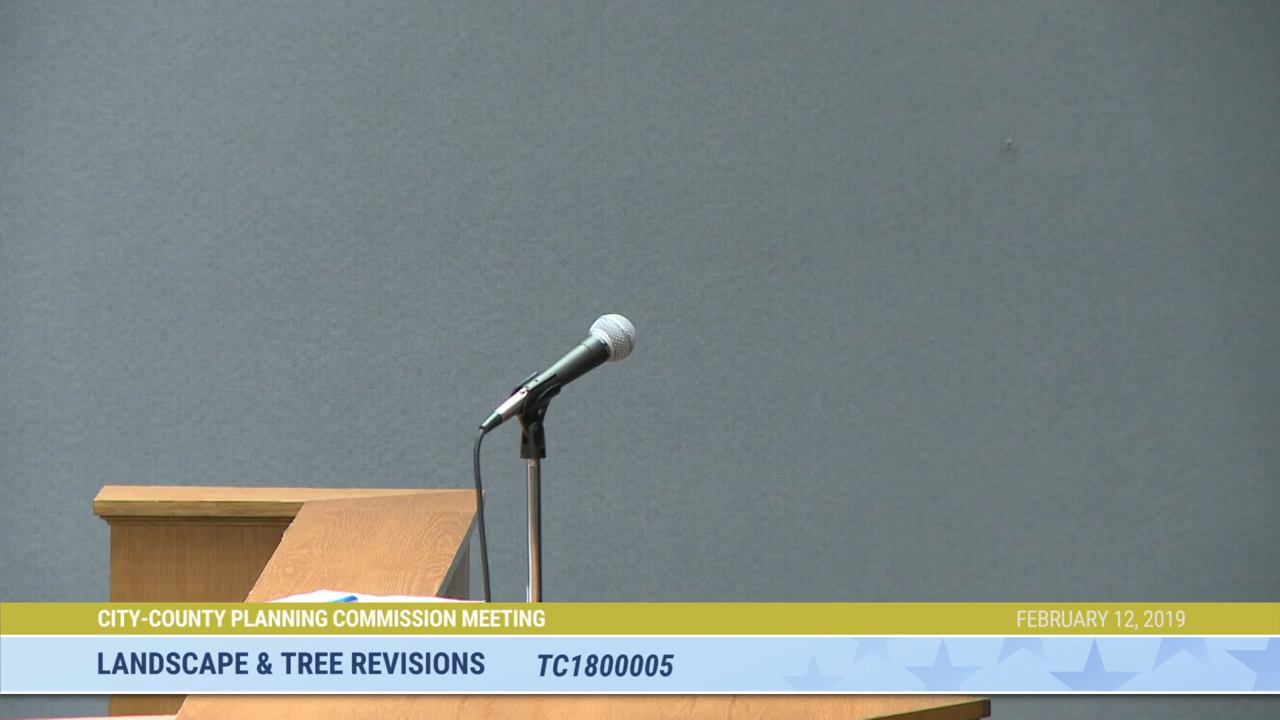 CITY-COUNTY PLANNING COMMISSION MEETING FEBRUARY 12, 2019
LANDSCAPE & TREE REVISIONS TC1800005